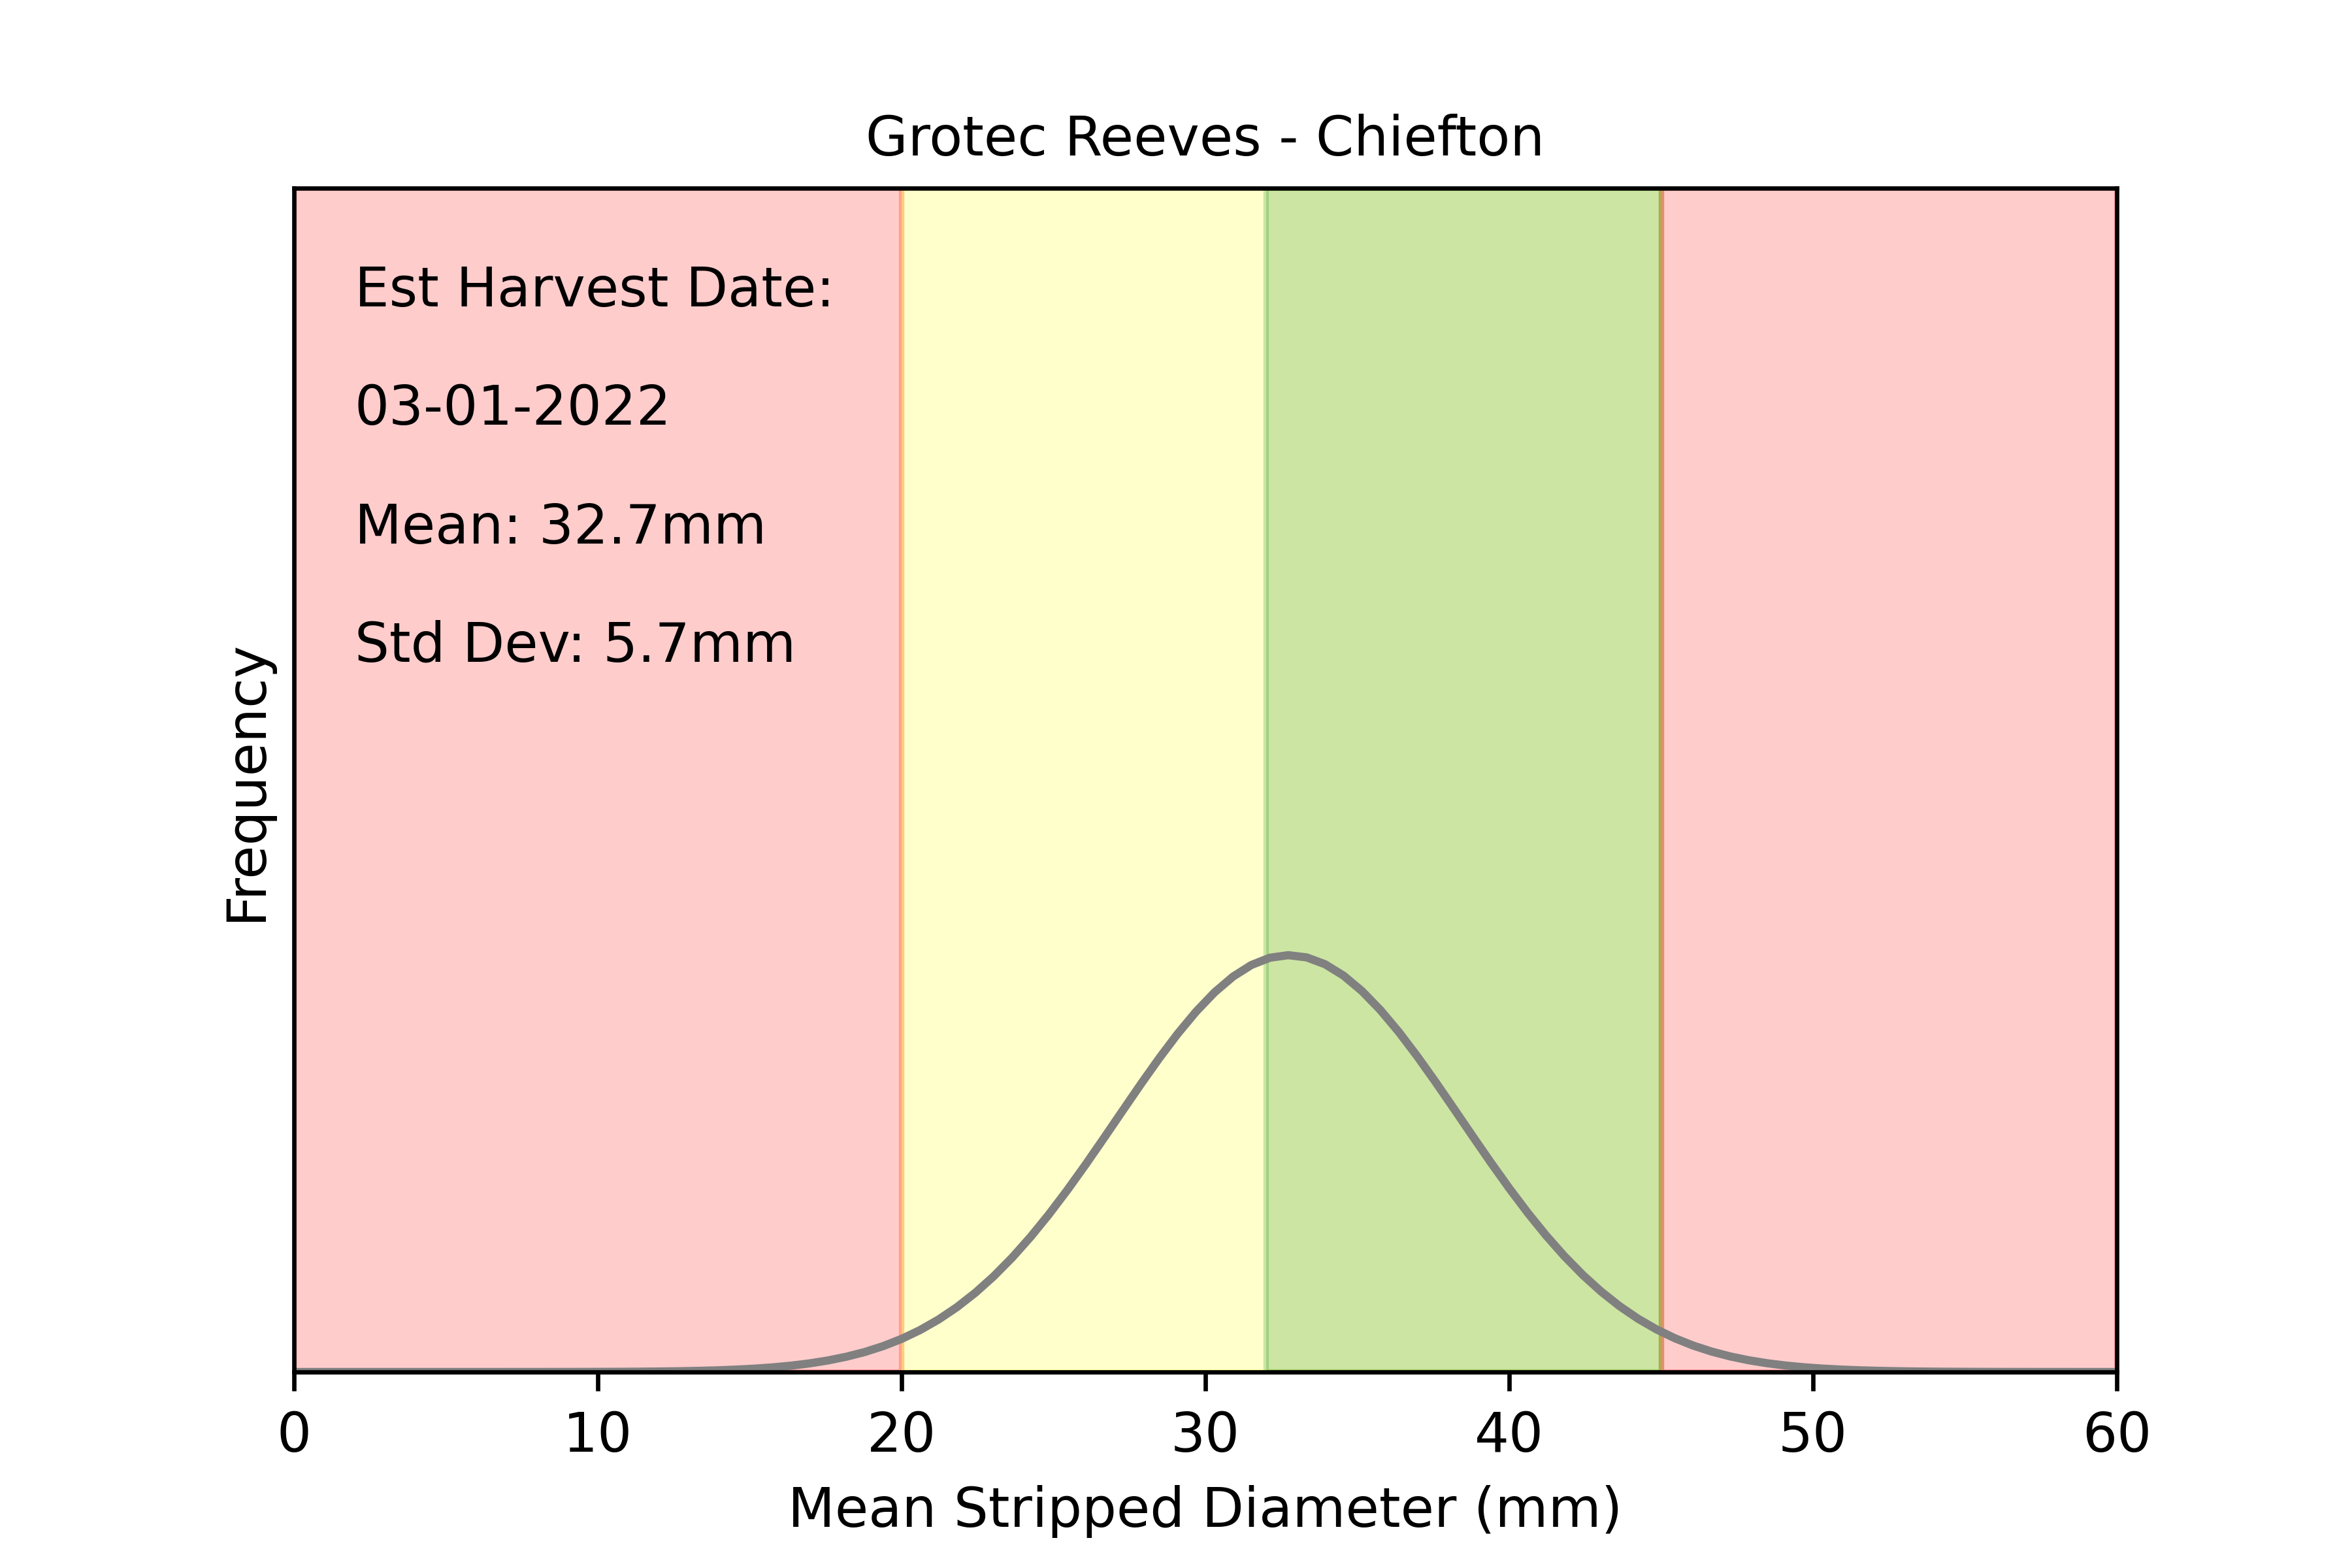 Grotec Reeves - Chiefton
Est Harvest Date:
03-01-2022
Mean: 32.7mm
Std Dev: 5.7mm
Frequency
0 10 20 30 40 50 60
Mean Stripped Diameter (mm)